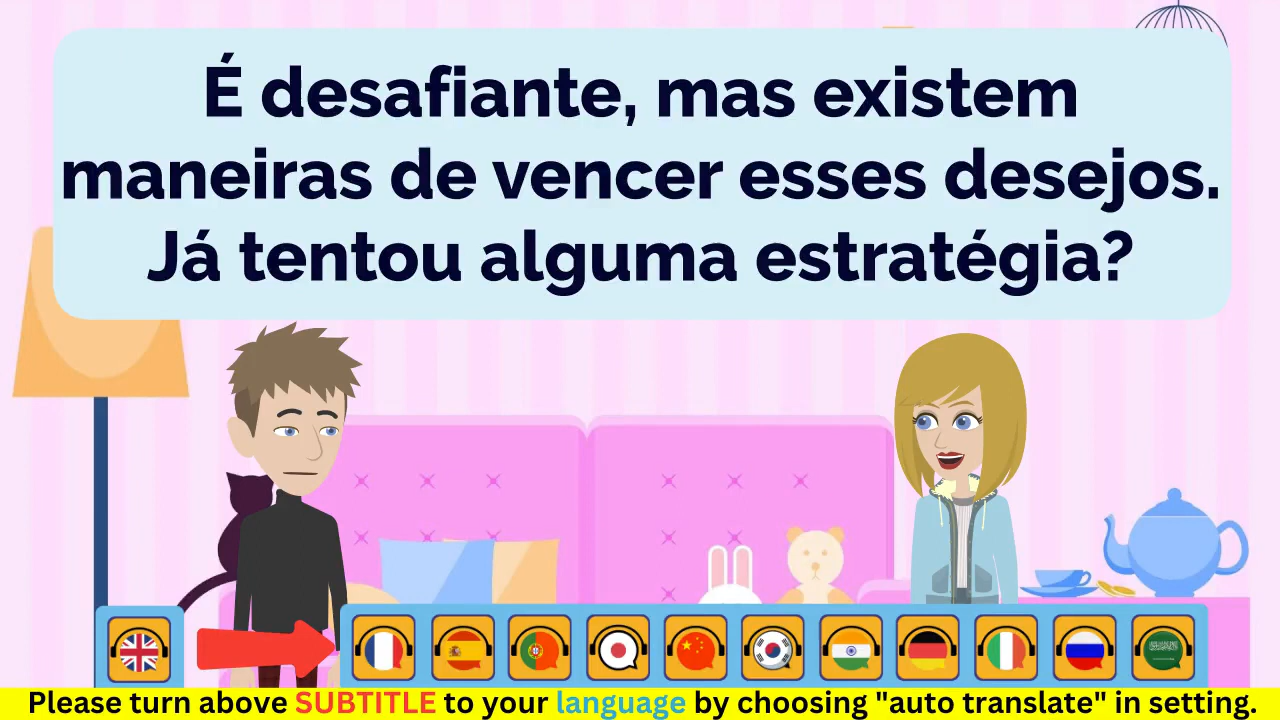 É desafiante, mas existem
maneiras de vencer esses desejos.
Já tentou alguma estratégia?
Please turn above SUBTITLE to your language by choosing "auto translate" in setting.